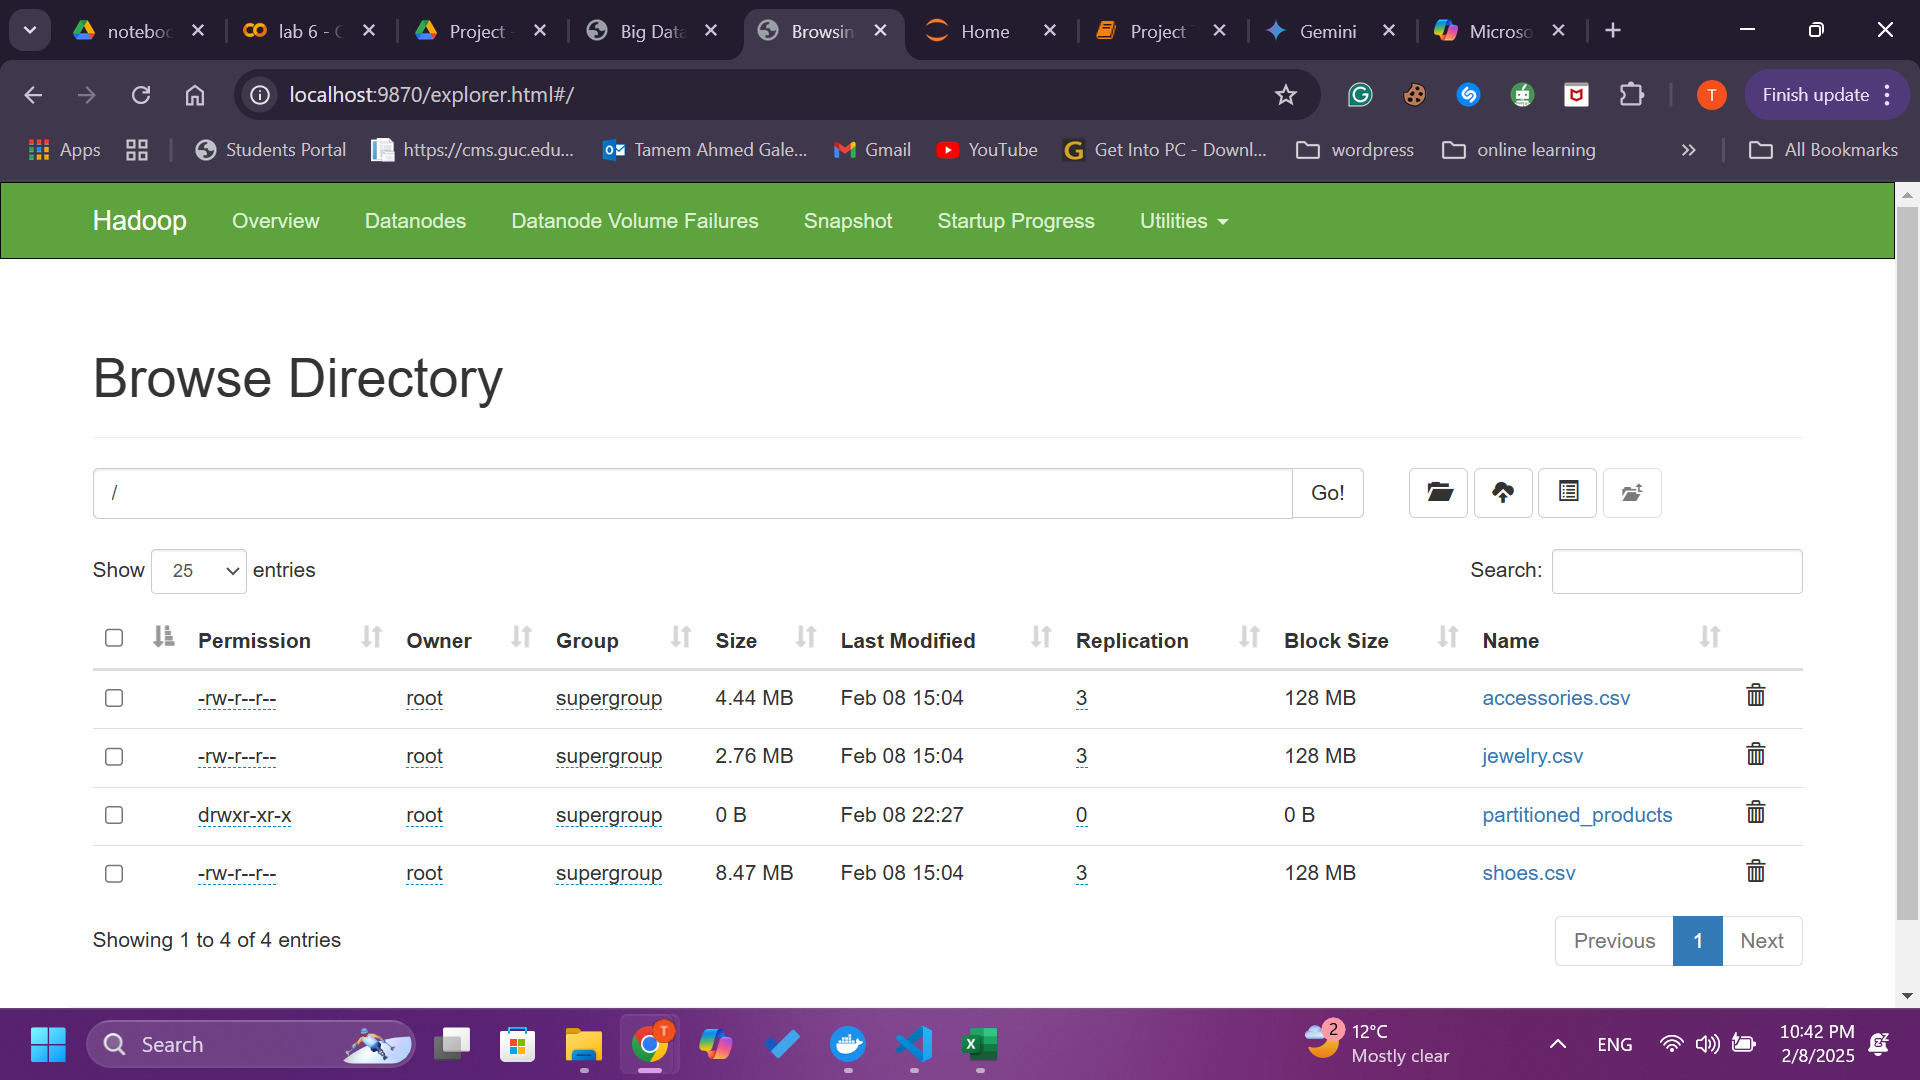 noteboo
lab 6 - C
Project -
Big Data
Browsin
Home
Project T
Gemini
Microso
localhost:9870/explorer.html#/
T
Finish update
Apps
Students Portal
https://cms.guc.edu...
Tamem Ahmed Gale...
Gmail
YouTube
Get Into PC - Downl...
wordpress
online learning
All Bookmarks
Hadoop
Overview
Datanodes
Datanode Volume Failures
Snapshot
Startup Progress
Utilities
Browse Directory
/
Go!
Show 25 entries
Search:
Permission Owner Group Size Last Modified Replication Block Size Name
-rw-r--r-- root supergroup 4.44 MB Feb 08 15:04 3 128 MB accessories.csv
-rw-r--r-- root supergroup 2.76 MB Feb 08 15:04 3 128 MB jewelry.csv
drwxr-xr-x root supergroup 0 B Feb 08 22:27 0 0 B partitioned_products
-rw-r--r-- root supergroup 8.47 MB Feb 08 15:04 3 128 MB shoes.csv
Showing 1 to 4 of 4 entries
Previous 1 Next
Search
T
2
12°C
Mostly clear
ENG
10:42 PM
2/8/2025